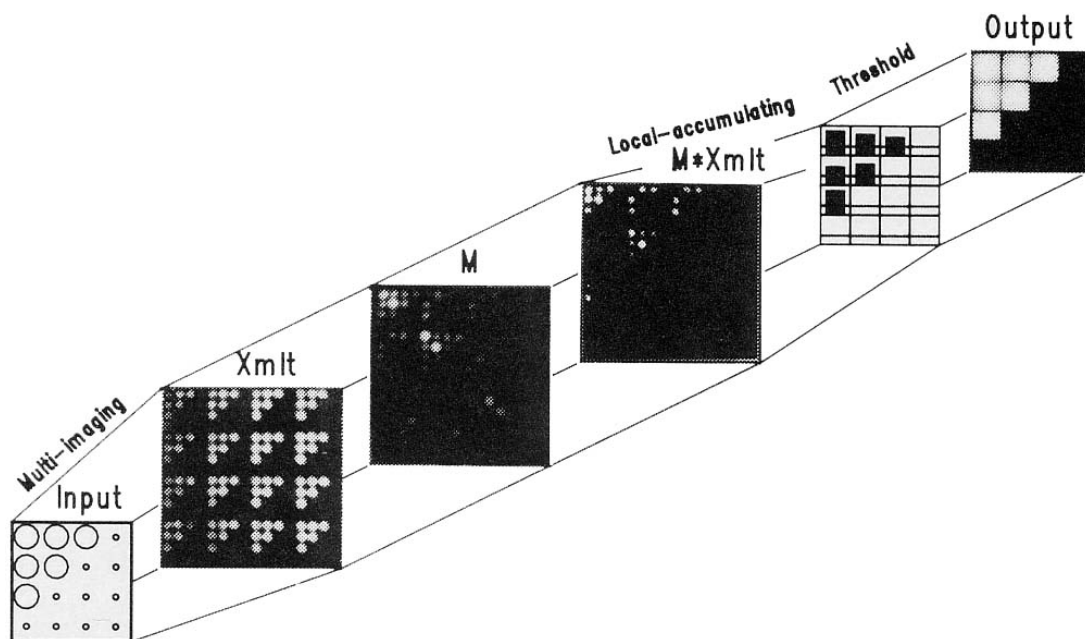 Output
Threshold
Local-accumulating
M*Xmlt
M
Xmlt
Multi-imaging
Input